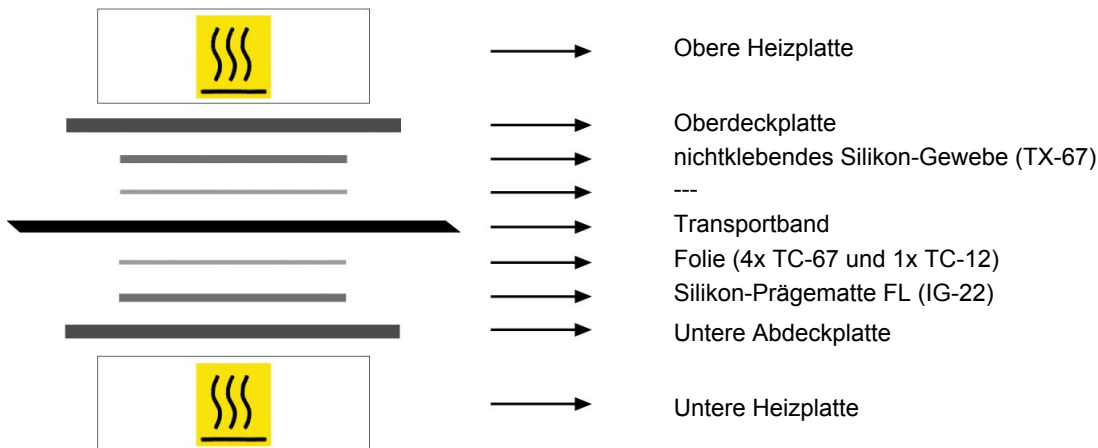 Obere Heizplatte
Oberdeckplatte
nichtklebendes Silikon-Gewebe (TX-67)
---
Transportband
Folie (4x TC-67 und 1x TC-12)
Silikon-Prägematte FL (IG-22)
Untere Abdeckplatte
Untere Heizplatte